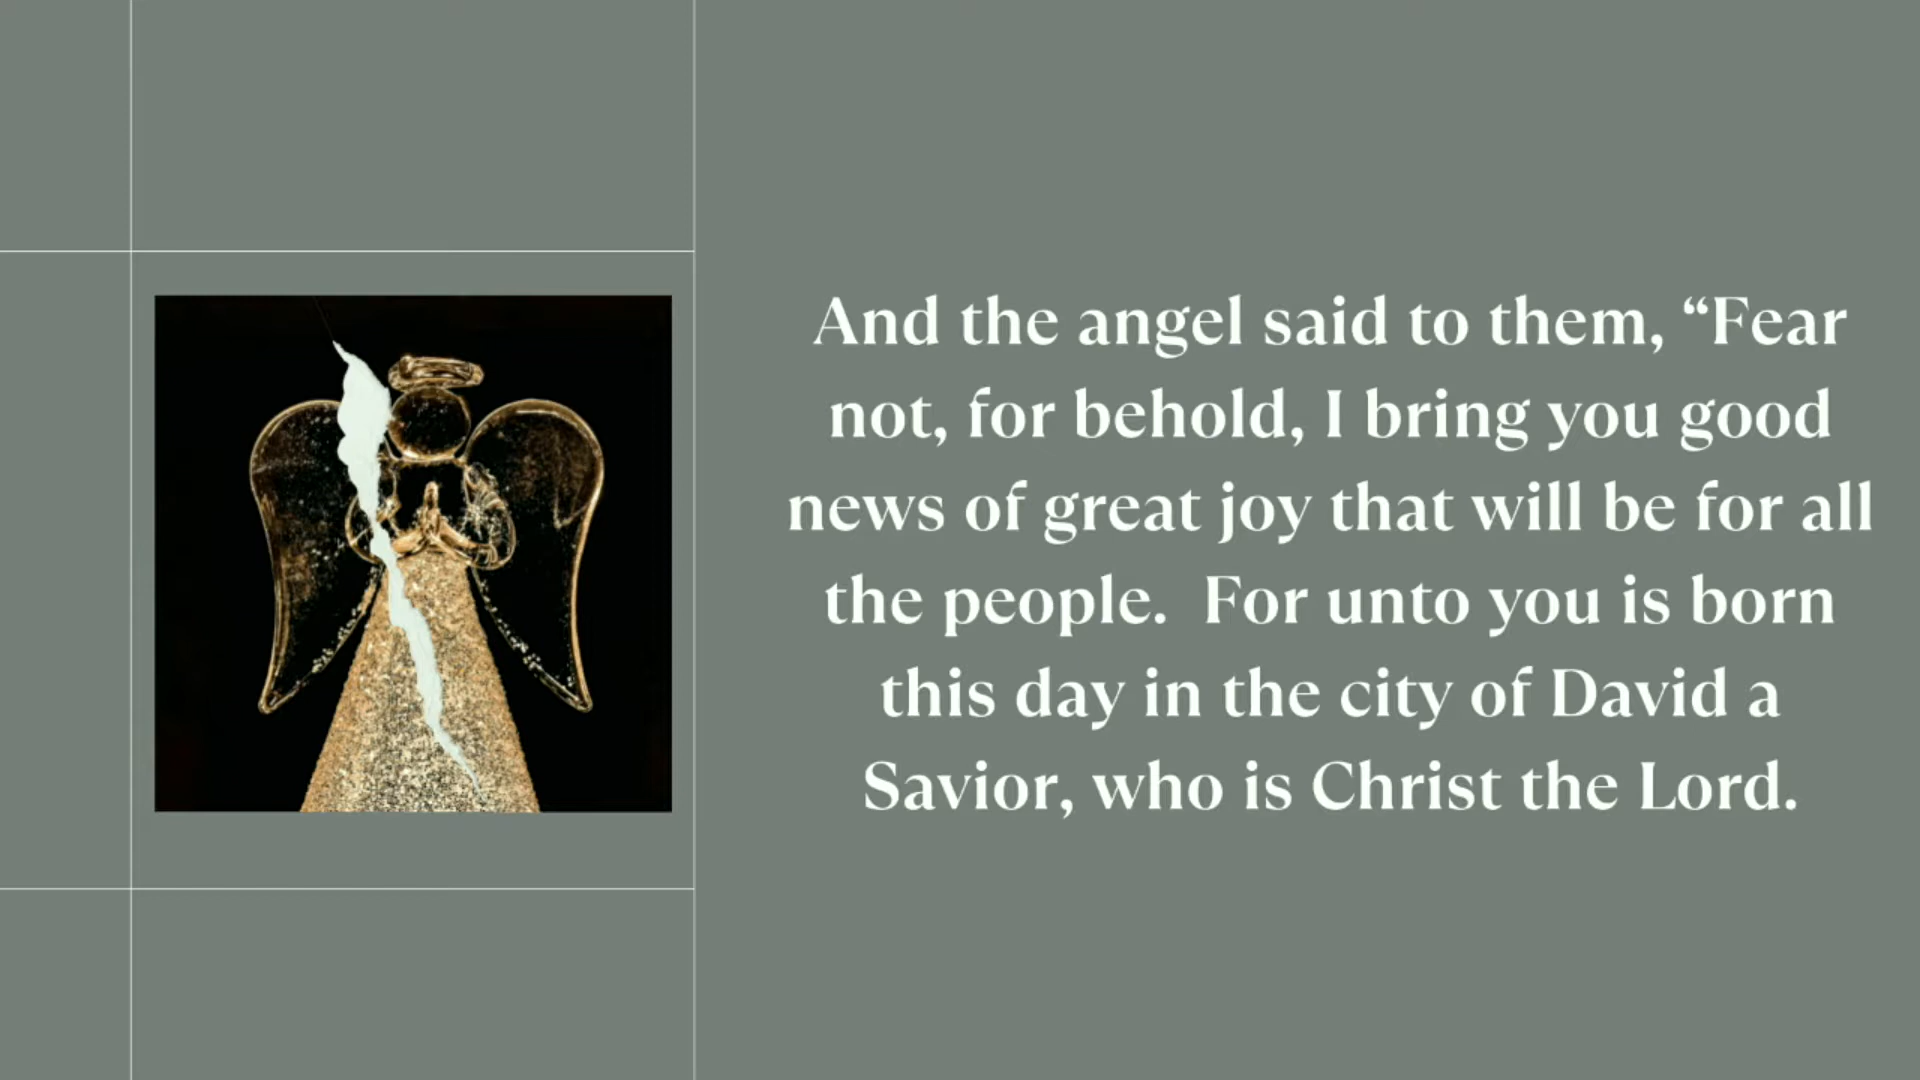 And the angel said to them, “Fear
not, for behold, I bring you good
news of great joy that will be for all
the people.  For unto you is born
this day in the city of David a
Savior, who is Christ the Lord.